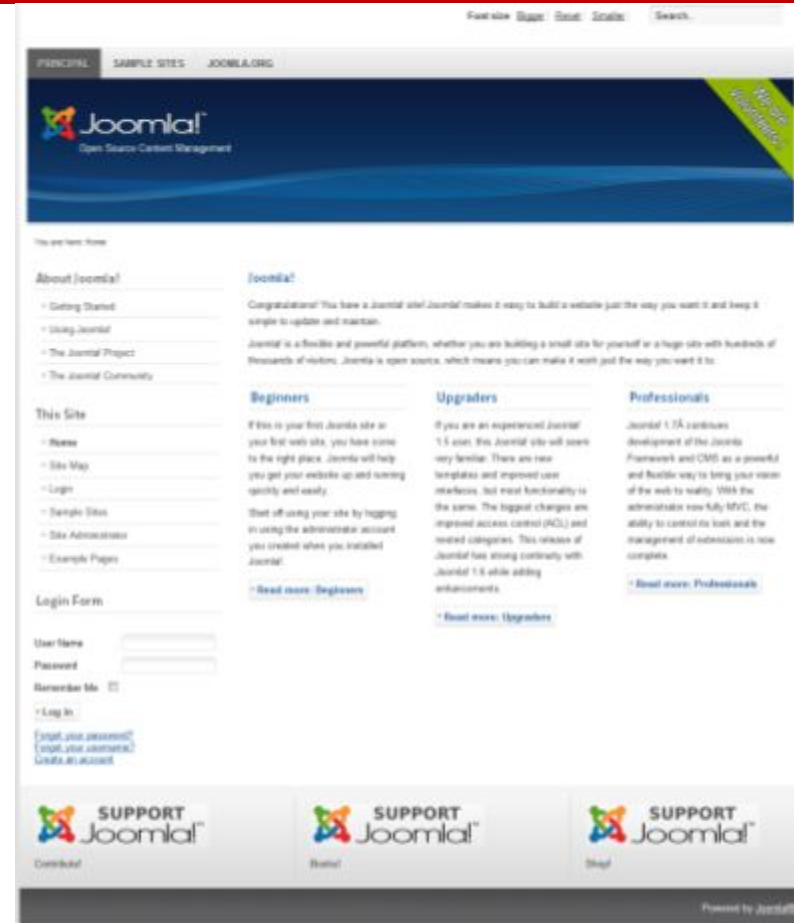 Font size Bigger Reset Smaller Search...
PRINCIPAL SAMPLE SITES JOOMLA.ORG
We are
Volunteers!
Joomla!™
Open Source Content Management
You are here: Home
About Joomla!
Getting Started
Using Joomla!
The Joomla! Project
The Joomla! Community
This Site
Home
Site Map
Login
Sample Sites
Site Administrator
Example Pages
Login Form
User Name
Password
Remember Me
Log in
Forgot your password?
Forgot your username?
Create an account
Joomla!
Congratulations! You have a Joomla! site! Joomla! makes it easy to build a website just the way you want it and keep it
simple to update and maintain.
Joomla! is a flexible and powerful platform, whether you are building a small site for yourself or a huge site with hundreds of
thousands of visitors. Joomla is open source, which means you can make it work just the way you want it to.
Beginners
If this is your first Joomla site or
your first web site, you have come
to the right place. Joomla will help
you get your website up and running
quickly and easily.
Start off using your site by logging
in using the administrator account
you created when you installed
Joomla!.
Read more: Beginners
Upgraders
If you are an experienced Joomla!
1.5 user, this Joomla! site will seem
very familiar. There are new
templates and improved user
interfaces, but most functionality is
the same. The biggest changes are
improved access control (ACL) and
nested categories. This release of
Joomla! has strong continuity with
Joomla! 1.6 while adding
enhancements.
Read more: Upgraders
Professionals
Joomla! 1.7Â continues
development of the Joomla
Framework and CMS as a powerful
and flexible way to bring your vision
of the web to reality. With the
administrator now fully MVC, the
ability to control its look and the
management of extensions is now
complete.
Read more: Professionals
SUPPORT
Joomla!™
Contribute!
SUPPORT
Joomla!™
SUPPORT
Joomla!™
Shop!
Powered by Joomla!®